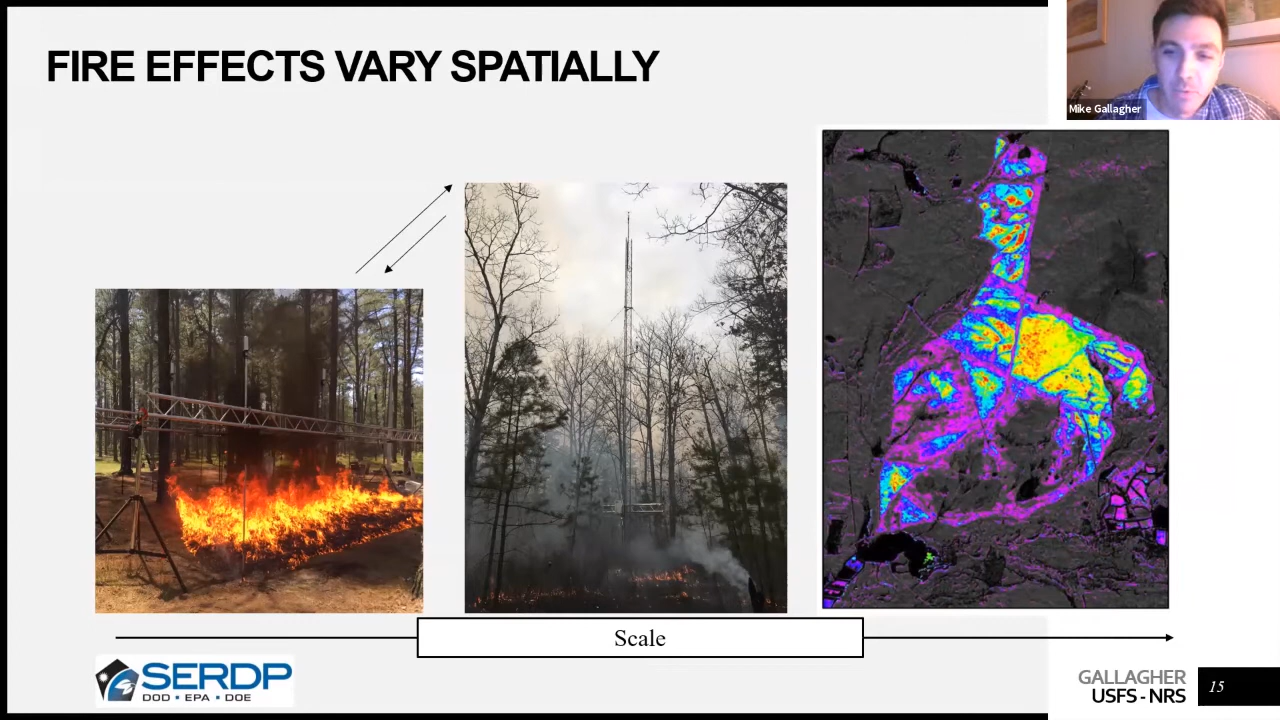 FIRE EFFECTS VARY SPATIALLY
Mike Gallagher
Scale
SERDP
DOD • EPA • DOE
GALLAGHER
USFS - NRS
15